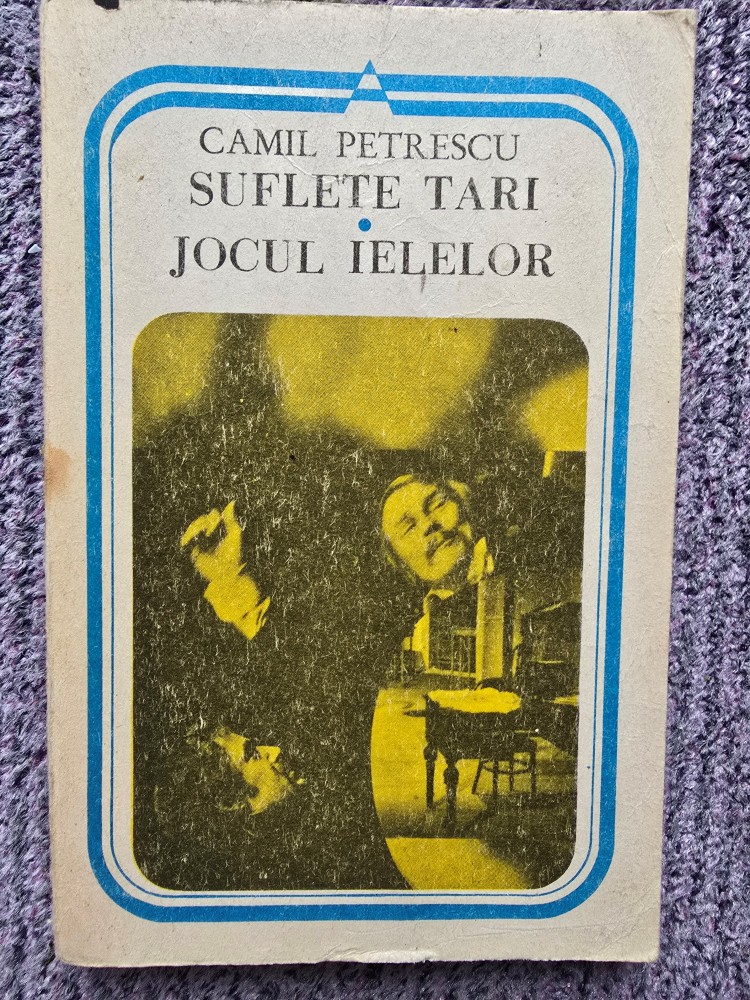 CAMIL PETRESCU
SUFLETE TARI
•
JOCUL IELELOR